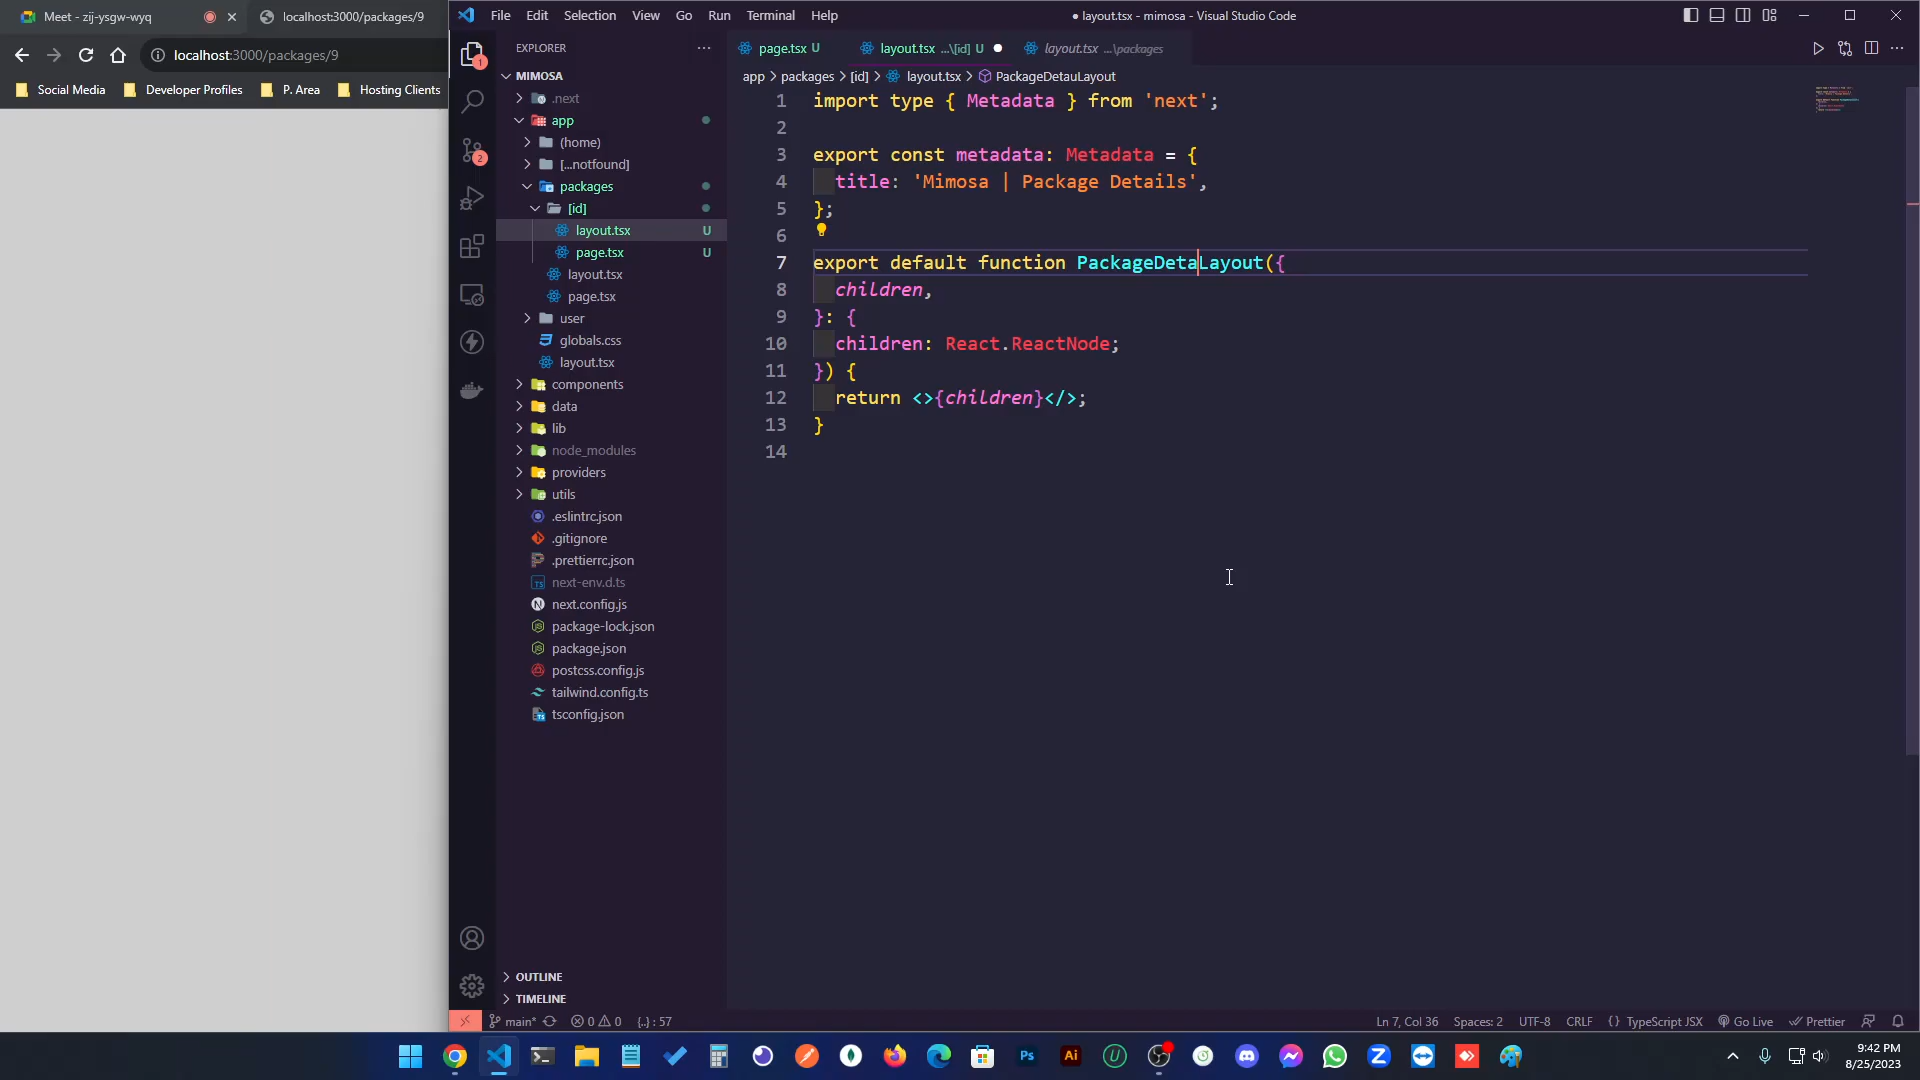 Meet - zij-ysgw-wyq
localhost:3000/packages/9
localhost:3000/packages/9
Social Media
Developer Profiles
P. Area
Hosting Clients
File Edit Selection View Go Run Terminal Help
● layout.tsx - mimosa - Visual Studio Code
EXPLORER
MIMOSA
.next
app
(home)
[...notfound]
packages
[id]
layout.tsx U
page.tsx U
layout.tsx
page.tsx
user
globals.css
layout.tsx
components
data
lib
node_modules
providers
utils
.eslintrc.json
.gitignore
.prettierrc.json
next-env.d.ts
next.config.js
package-lock.json
package.json
postcss.config.js
tailwind.config.ts
tsconfig.json
OUTLINE
TIMELINE
1
2
page.tsx U
layout.tsx ...\[id] U
layout.tsx ...\packages
app > packages > [id] > layout.tsx > PackageDetauLayout
1 import type { Metadata } from 'next';
2
3 export const metadata: Metadata = {
4 title: 'Mimosa | Package Details',
5 };
6
7 export default function PackageDetaLayout({
8 children,
9 }: {
10 children: React.ReactNode;
11 }) {
12 return <>{children}</>;
13 }
14
main* 0 0 {..} : 57
Ln 7, Col 36 Spaces: 2 UTF-8 CRLF {} TypeScript JSX Go Live Prettier
Ps
Ai
9:42 PM
8/25/2023